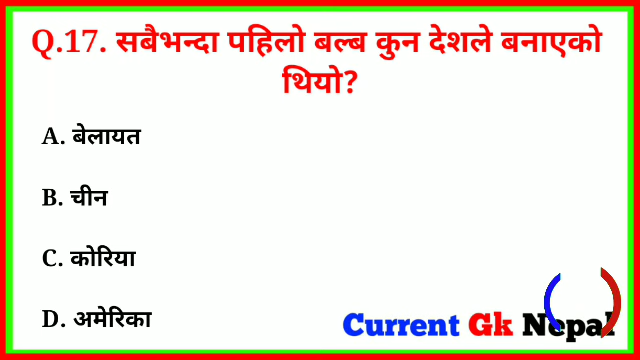 Q.17. सबैभन्दा पहिलो बल्ब कुन देशले बनाएको
थियो?
A. बेलायत
B. चीन
C. कोरिया
D. अमेरिका
Current Gk Nepal